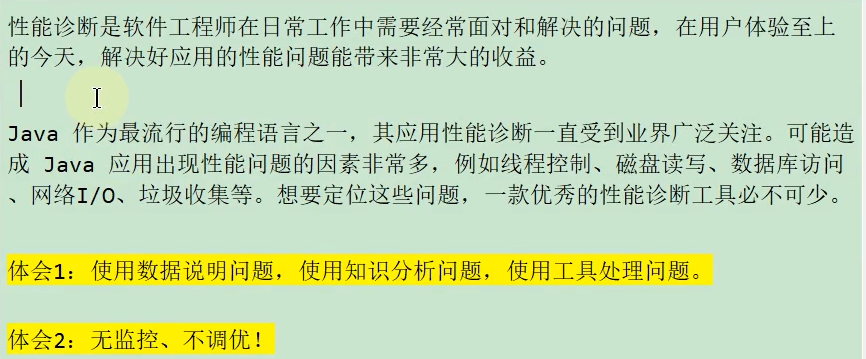 性能诊断是软件工程师在日常工作中需要经常面对和解决的问题，在用户体验至上
的今天，解决好应用的性能问题能带来非常大的收益。
Java 作为最流行的编程语言之一，其应用性能诊断一直受到业界广泛关注。可能造
成 Java 应用出现性能问题的因素非常多，例如线程控制、磁盘读写、数据库访问
、网络I/O、垃圾收集等。想要定位这些问题，一款优秀的性能诊断工具必不可少。
体会1：使用数据说明问题，使用知识分析问题，使用工具处理问题。
体会2：无监控、不调优！